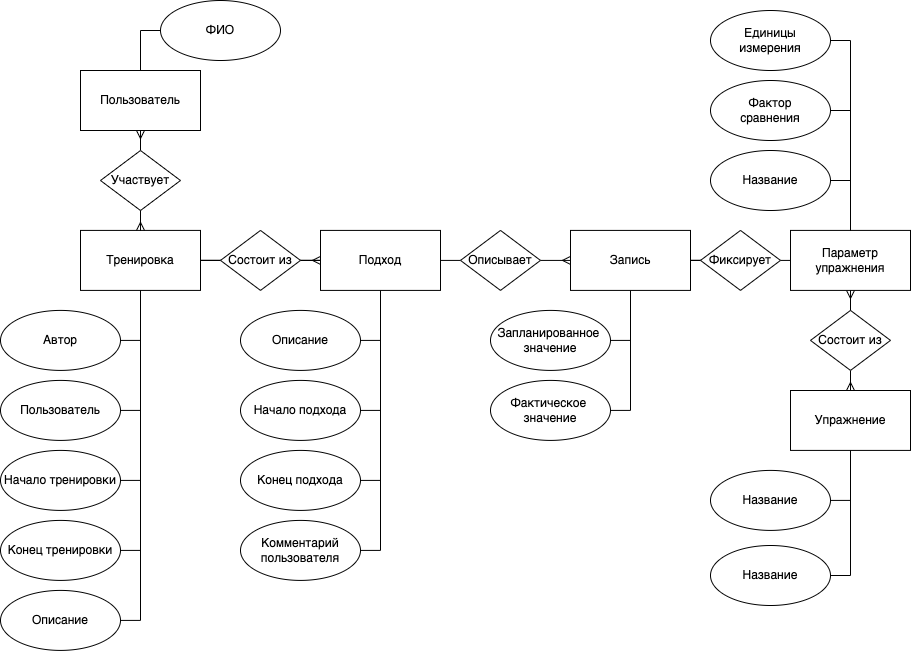 ФИО
Единицы
измерения
Пользователь
Фактор
сравнения
Участвует
Название
Тренировка
Состоит из
Подход
Описывает
Запись
Фиксирует
Параметр
упражнения
Автор
Описание
Запланированное
значение
Состоит из
Пользователь
Начало подхода
Фактическое
значение
Упражнение
Начало тренировки
Конец подхода
Название
Конец тренировки
Комментарий
пользователя
Название
Описание